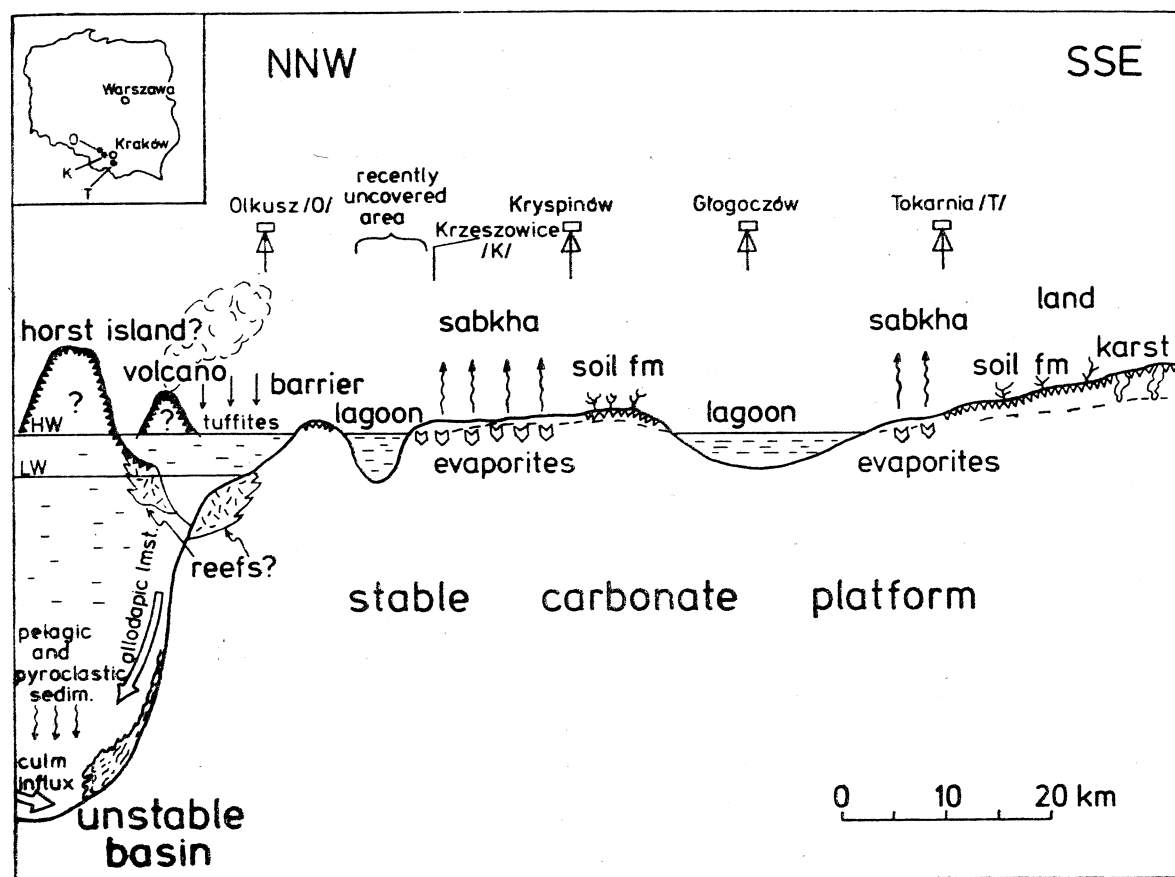 NNW
SSE
Warszawa
O
Kraków
K
T
Olkusz /O/
recently
uncovered
area
Krzeszowice
/K/
Kryspinów
Głogoczów
Tokarnia /T/
horst island?
?
volcano
?
tuffites
barrier
lagoon
sabkha
soil fm
lagoon
sabkha
land
soil fm
karst
HW
LW
evaporites
evaporites
reefs?
allodapic lmst.
stable carbonate platform
pelagic
and
pyroclastic
sedim.
culm
influx
unstable
basin
0 10 20 km